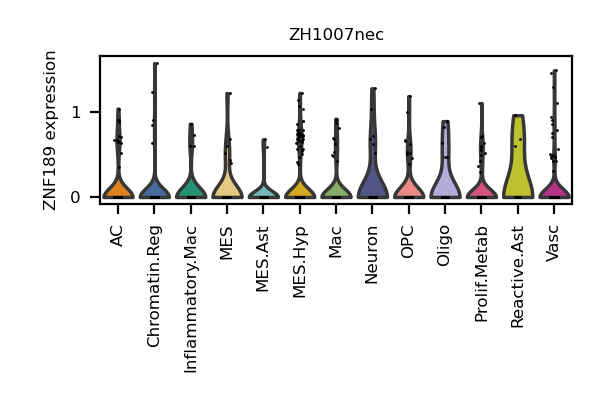 ZH1007nec
ZNF189 expression
1
0
AC
Chromatin.Reg
Inflammatory.Mac
MES
MES.Ast
MES.Hyp
Mac
Neuron
OPC
Oligo
Prolif.Metab
Reactive.Ast
Vasc